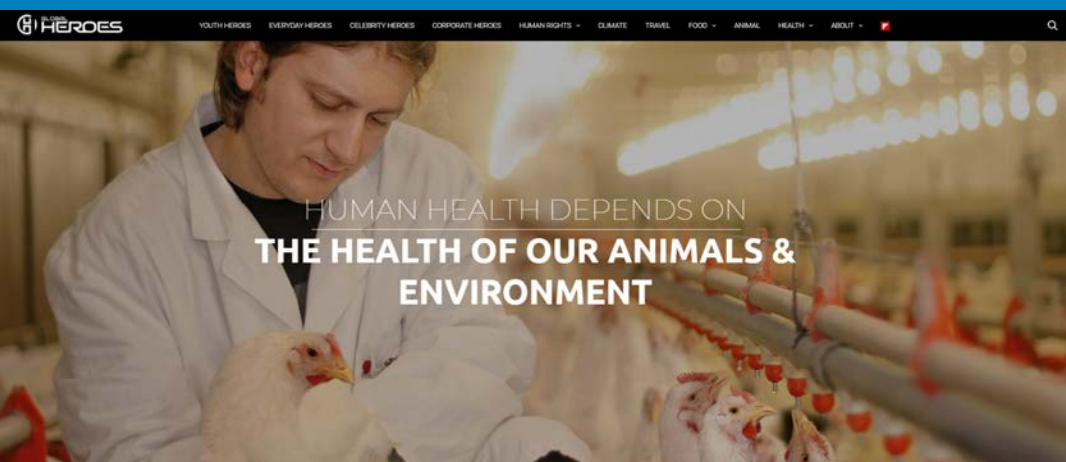 GLOBAL
HEROES
YOUTH HEROES EVERYDAY HEROES CELEBRITY HEROES CORPORATE HEROES HUMAN RIGHTS CLIMATE TRAVEL FOOD ANIMAL HEALTH ABOUT
HUMAN HEALTH DEPENDS ON
THE HEALTH OF OUR ANIMALS &
ENVIRONMENT